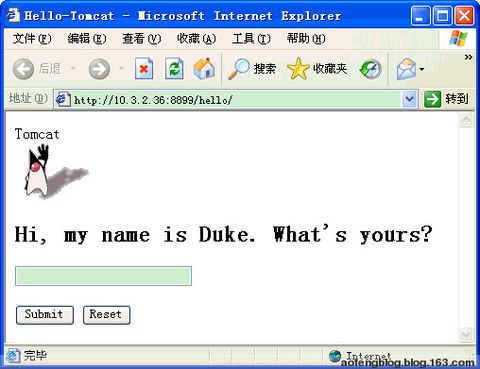 Hello-Tomcat - Microsoft Internet Explorer
文件(F) 编辑(E) 查看(V) 收藏(A) 工具(T) 帮助(H)
后退 搜索 收藏夹
地址(D) http://10.3.2.36:8899/hello/ 转到
Tomcat
Hi, my name is Duke. What's yours?
Submit Reset
完毕 Internet
aofengblog.blog.163.com